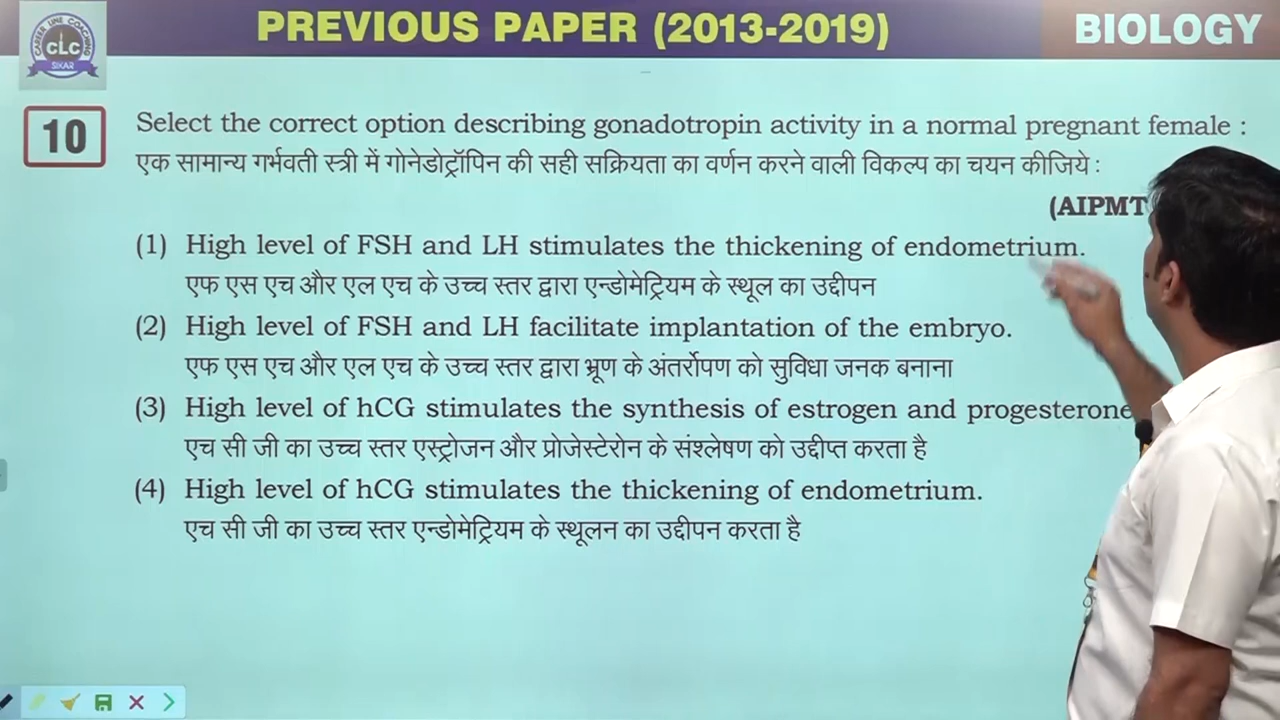 PREVIOUS PAPER (2013-2019)
BIOLOGY
CAREER LINE COACHING
CLC
SIKAR
10
Select the correct option describing gonadotropin activity in a normal pregnant female :
एक सामान्य गर्भवती स्त्री में गोनेडोट्रॉपिन की सही सक्रियता का वर्णन करने वाली विकल्प का चयन कीजिये :
(AIPMT
(1) High level of FSH and LH stimulates the thickening of endometrium.
एफ एस एच और एल एच के उच्च स्तर द्वारा एन्डोमेट्रियम के स्थूल का उद्दीपन
(2) High level of FSH and LH facilitate implantation of the embryo.
एफ एस एच और एल एच के उच्च स्तर द्वारा भ्रूण के अंतर्रोपण को सुविधा जनक बनाना
(3) High level of hCG stimulates the synthesis of estrogen and progesterone
एच सी जी का उच्च स्तर एस्ट्रोजन और प्रोजेस्टेरोन के संश्लेषण को उद्दीप्त करता है
(4) High level of hCG stimulates the thickening of endometrium.
एच सी जी का उच्च स्तर एन्डोमेट्रियम के स्थूलन का उद्दीपन करता है